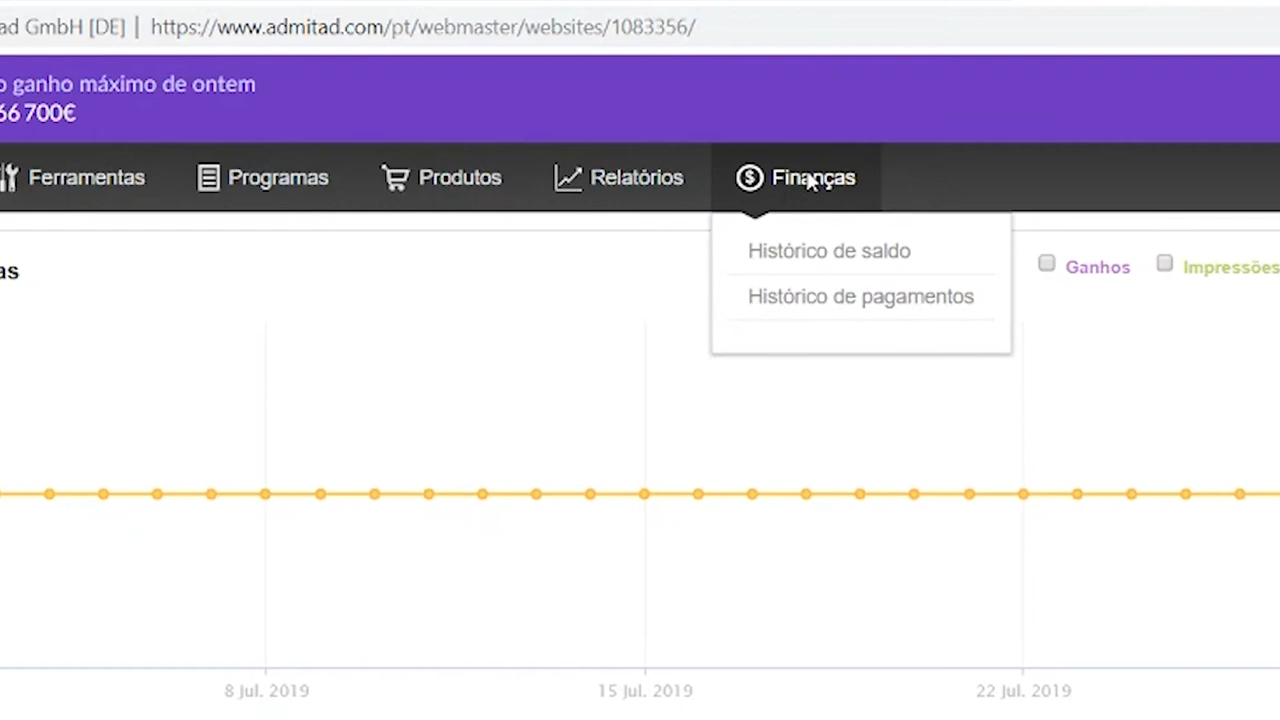 ad GmbH [DE] | https://www.admitad.com/pt/webmaster/websites/1083356/
o ganho máximo de ontem
66 700€
Ferramentas Programas Produtos Relatórios Finanças
Histórico de saldo
Histórico de pagamentos
as
Ganhos Impressões
8 Jul. 2019 15 Jul. 2019 22 Jul. 2019